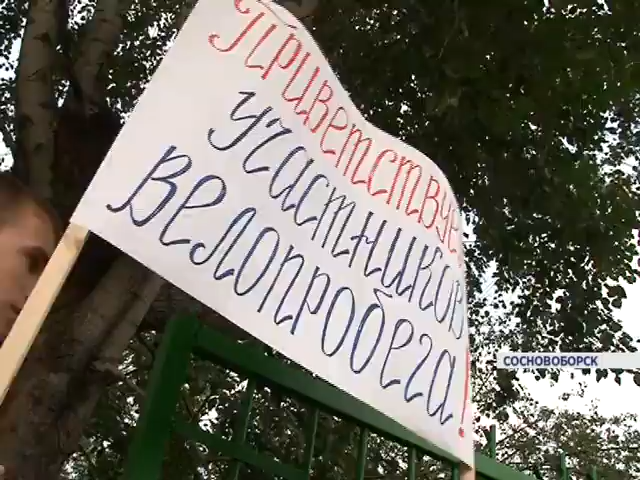 Приветствуе
участников
велопробега!
СОСНОВОБОРСК